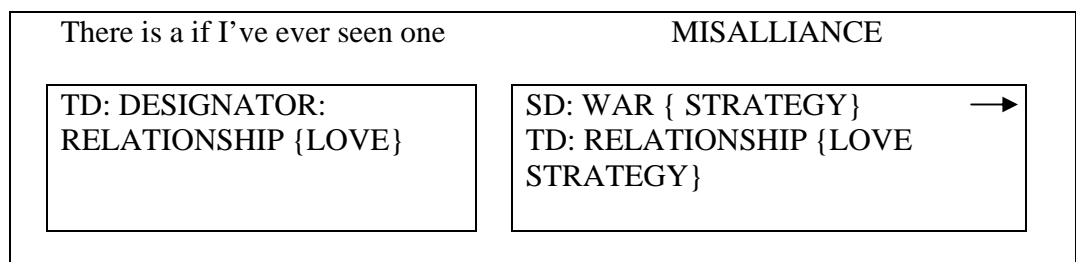 There is a if I’ve ever seen one
MISALLIANCE
TD: DESIGNATOR:
RELATIONSHIP {LOVE}
SD: WAR { STRATEGY}
TD: RELATIONSHIP {LOVE
STRATEGY}